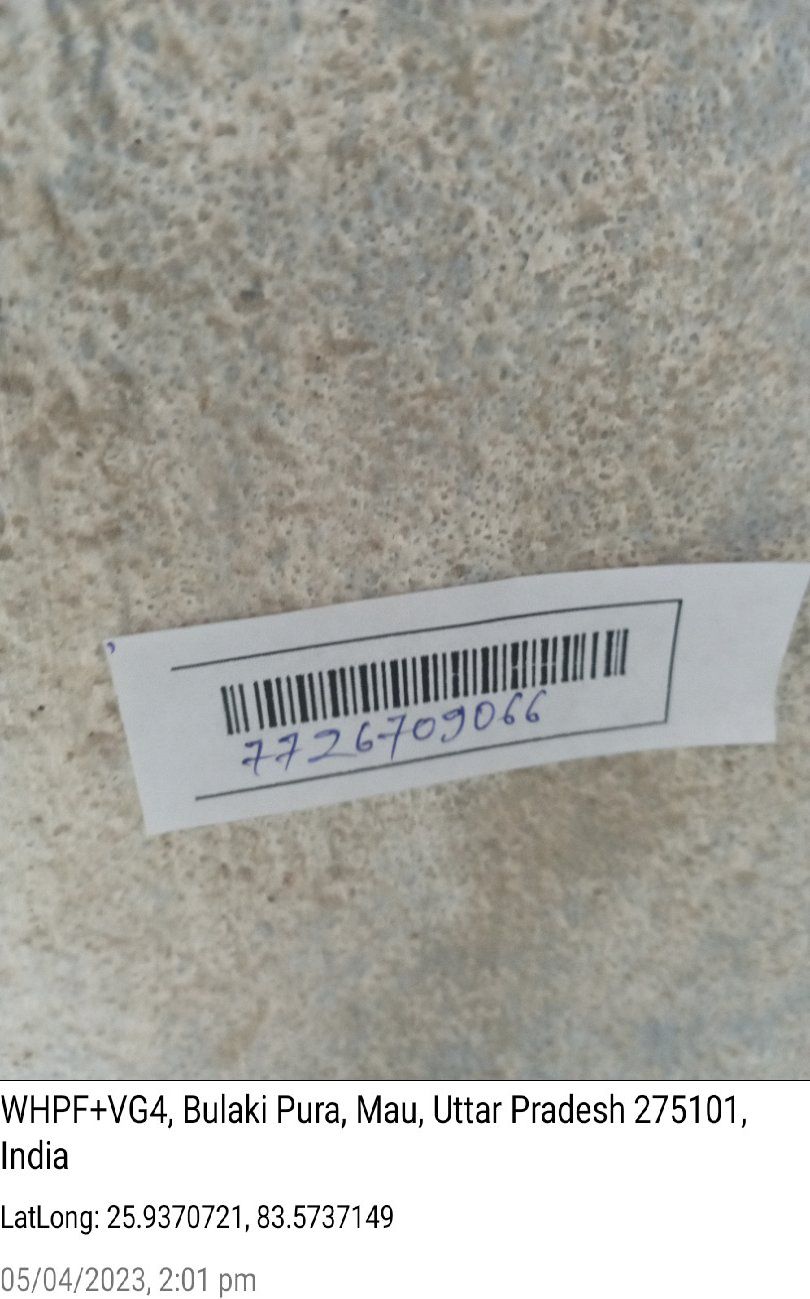 7726709066
WHPF+VG4, Bulaki Pura, Mau, Uttar Pradesh 275101,
India
LatLong: 25.9370721, 83.5737149
05/04/2023, 2:01 pm